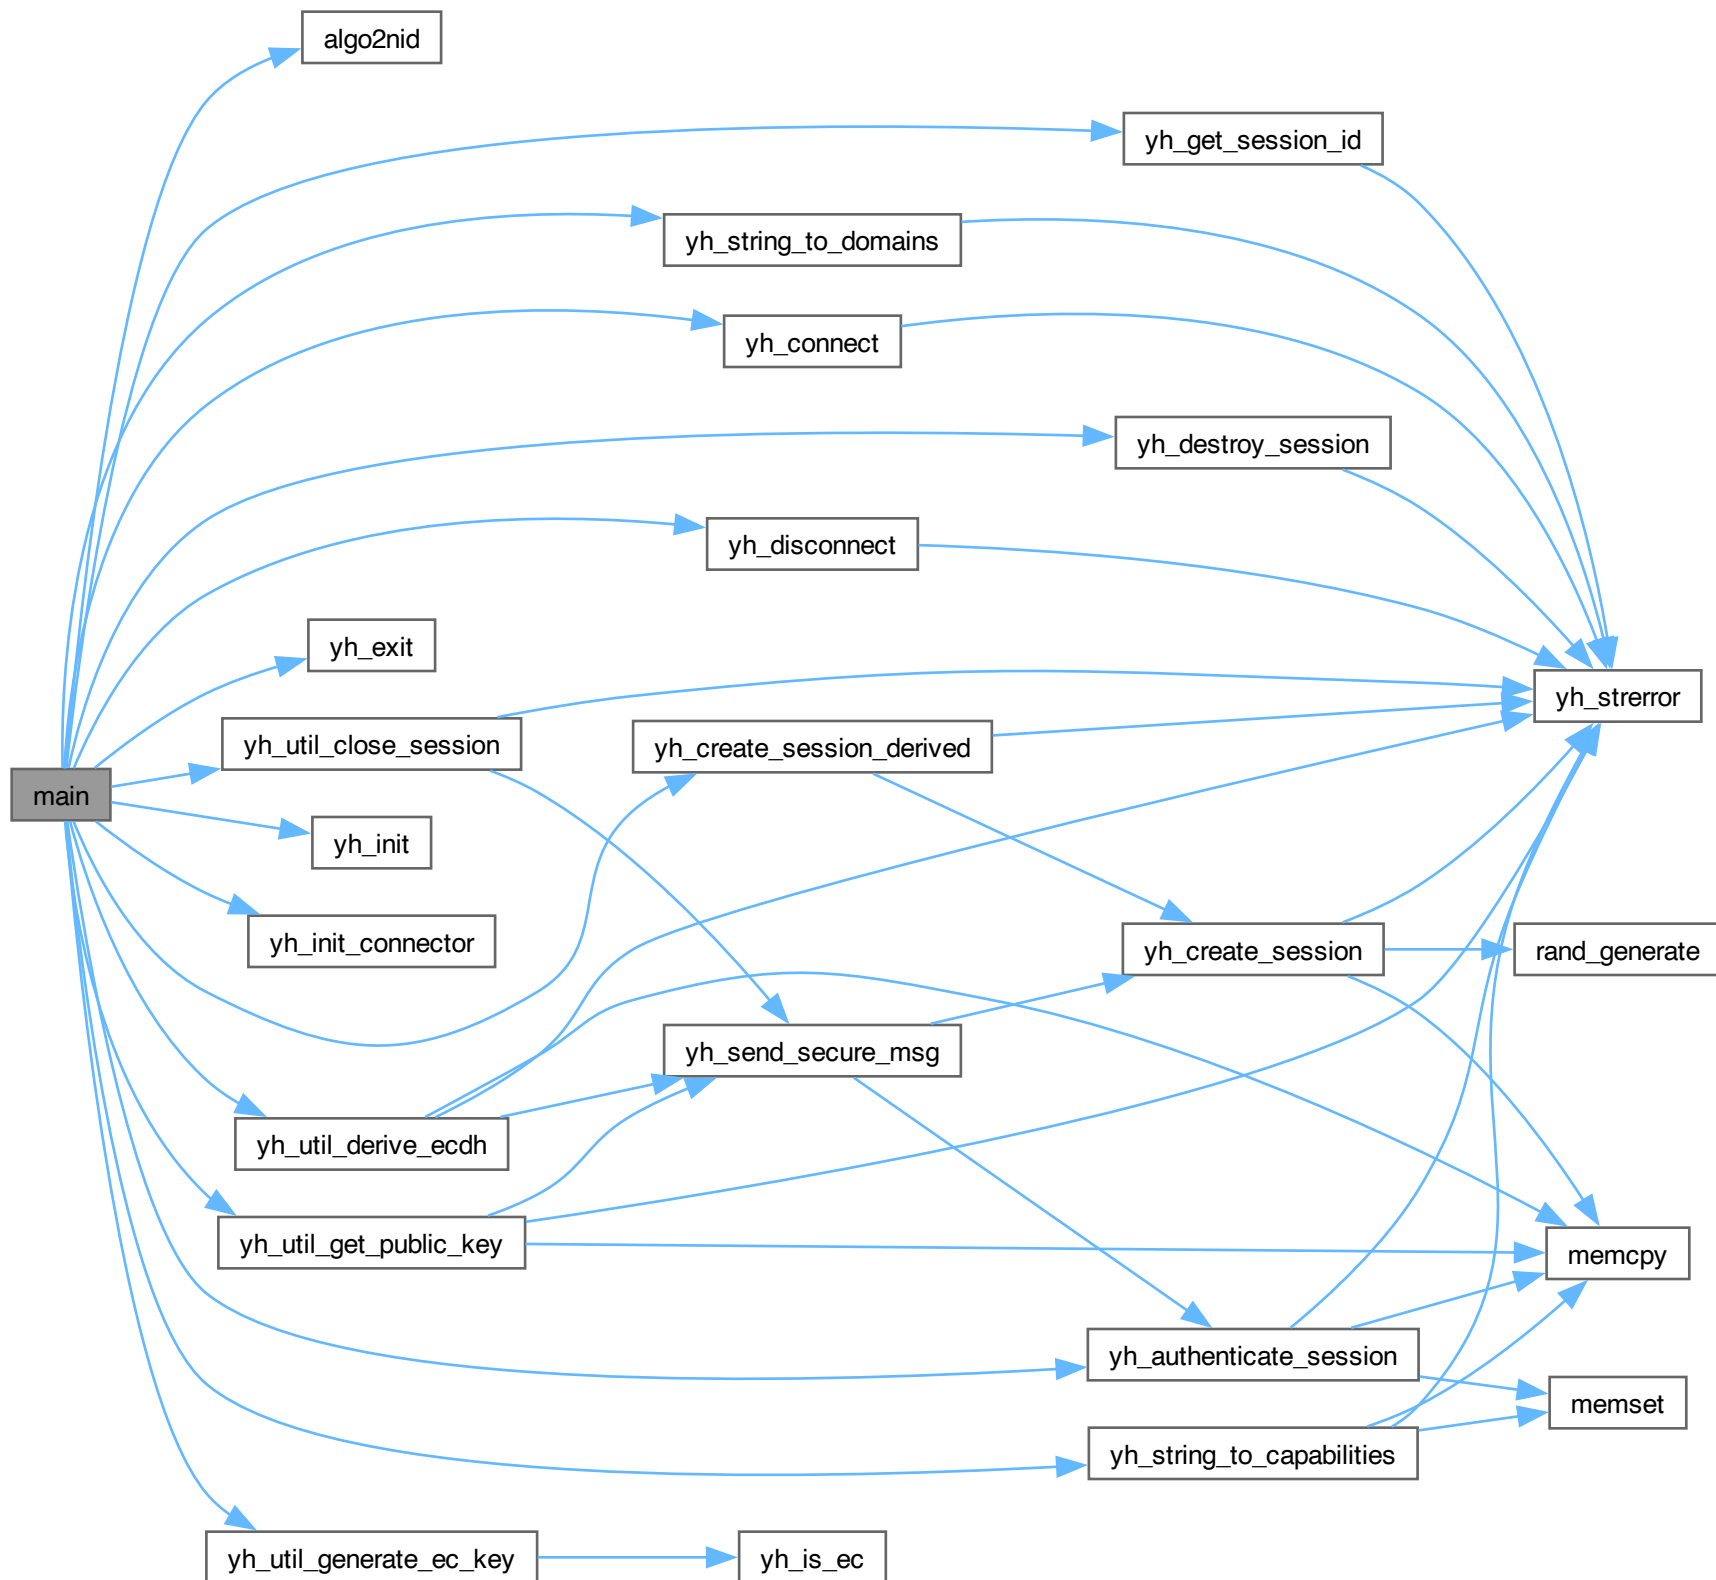 algo2nid
yh_get_session_id
yh_string_to_domains
yh_connect
yh_destroy_session
yh_disconnect
yh_exit
yh_strerror
yh_util_close_session
yh_create_session_derived
main
yh_init
yh_init_connector
yh_create_session
rand_generate
yh_send_secure_msg
yh_util_derive_ecdh
yh_util_get_public_key
memcpy
yh_authenticate_session
memset
yh_string_to_capabilities
yh_util_generate_ec_key
yh_is_ec